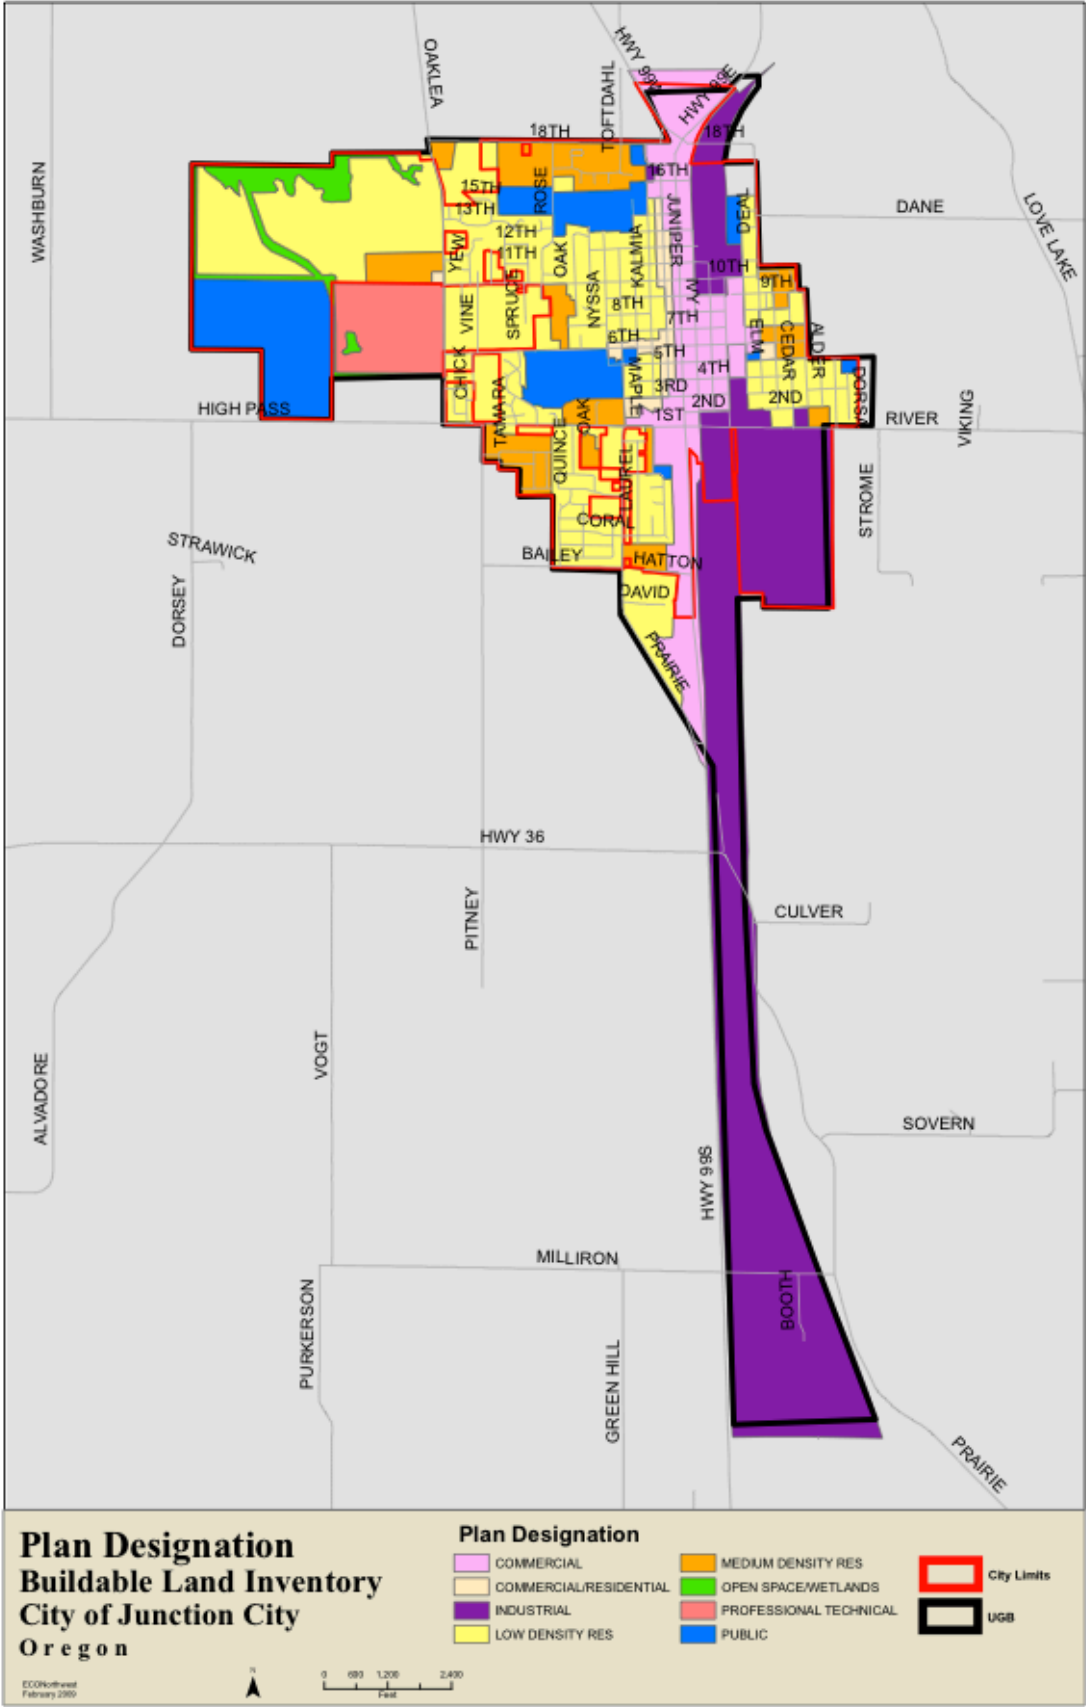 HWY 99W
HWY 99E
OAKLEA
TOFTDAHL
18TH
18TH
WASHBURN
16TH
15TH
ROSE
13TH
JUNIPER
DEAL
DANE
LOVE LAKE
12TH
11TH
YEW
OAK
KALMIA
10TH
9TH
NYSSA
SPRUCE
VINE
8TH
IVY
7TH
6TH
ELM
CEDAR
ALDER
5TH
4TH
CHICK
MAPLE
3RD
2ND
2ND
DORSA
TAMARA
OAK
1ST
HIGH PASS
RIVER
VIKING
QUINCE
LAUREL
STROME
CORAL
STRAWICK
BAILEY
HATTON
DORSEY
DAVID
PRAIRIE
HWY 36
PITNEY
CULVER
VOGT
ALVADORE
SOVERN
HWY 99S
MILLIRON
BOOTH
PURKERSON
GREEN HILL
PRAIRIE
Plan Designation
Buildable Land Inventory
City of Junction City
Oregon
ECONorthwest
February 2009
N
0 600 1,200 2,400
Feet
Plan Designation
COMMERCIAL
COMMERCIAL/RESIDENTIAL
INDUSTRIAL
LOW DENSITY RES
MEDIUM DENSITY RES
OPEN SPACE/WETLANDS
PROFESSIONAL TECHNICAL
PUBLIC
City Limits
UGB